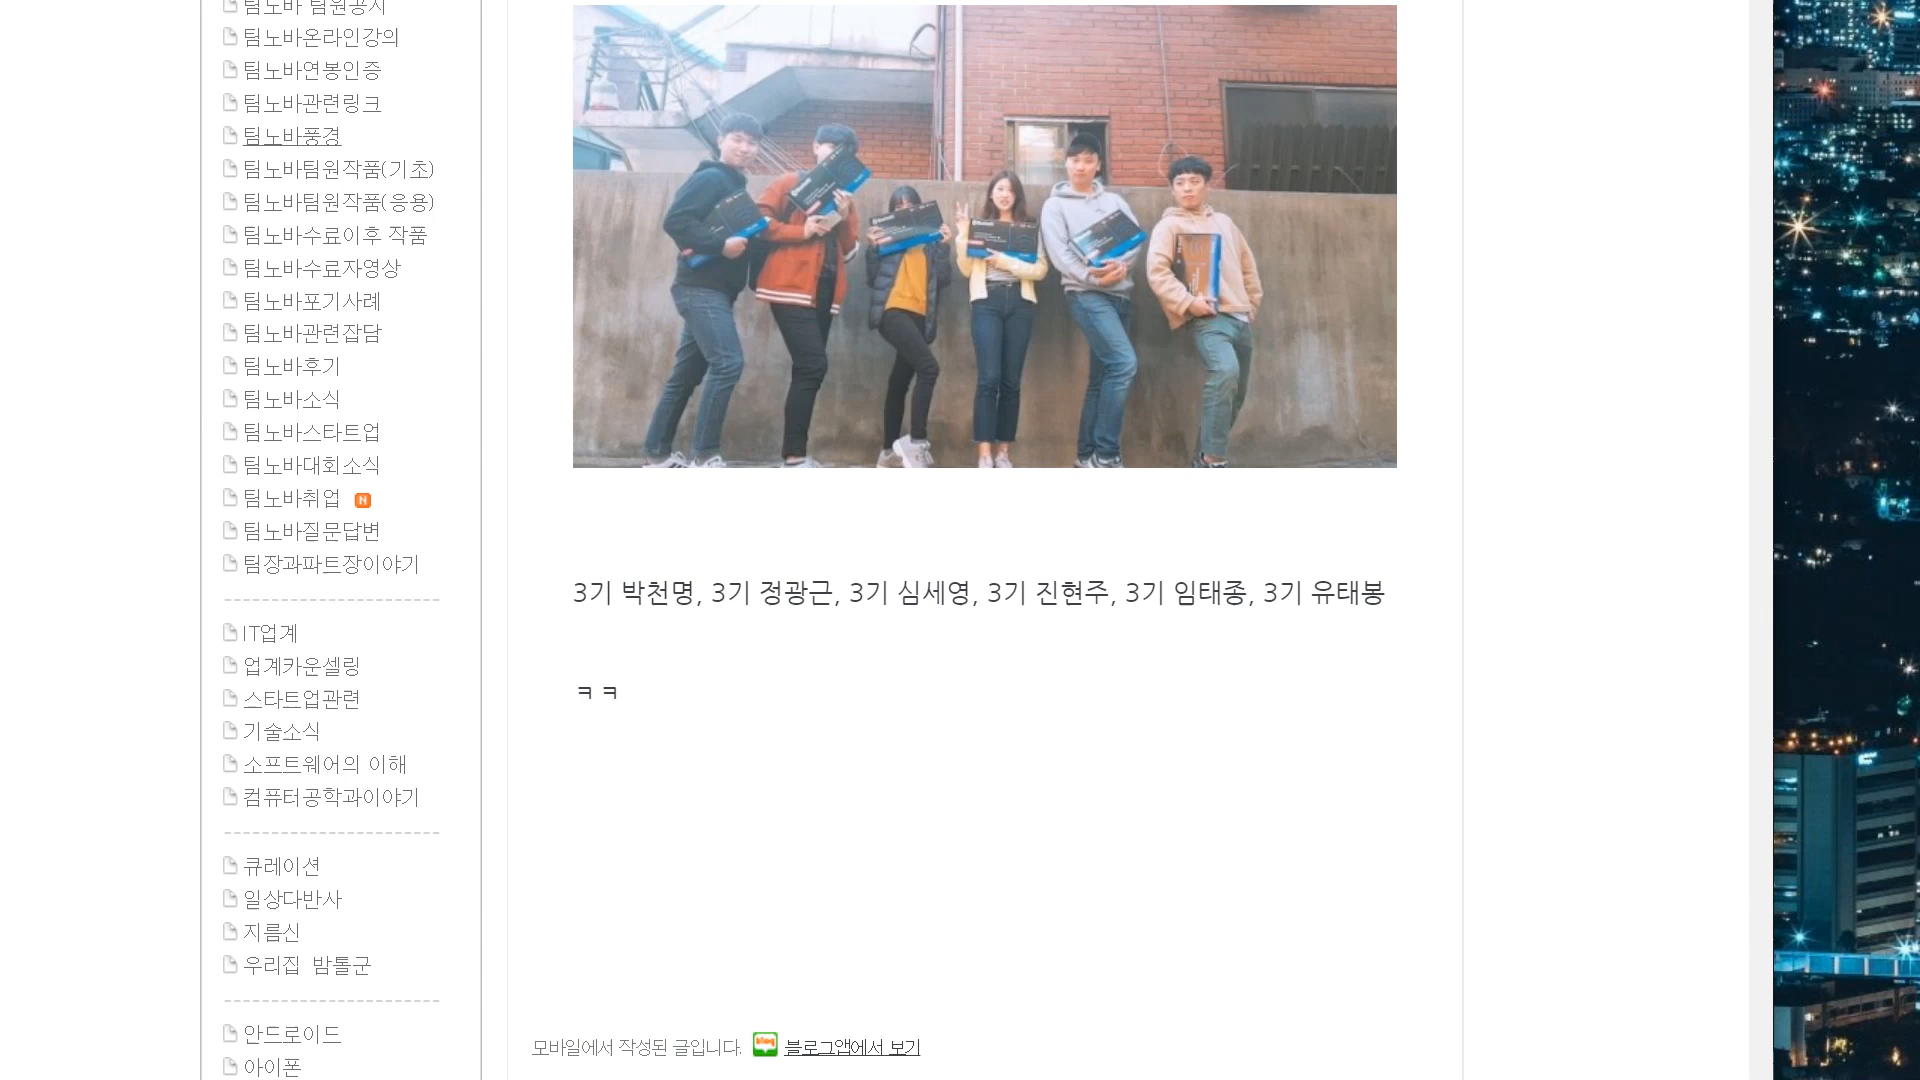 팀노바 팀원공지
팀노바온라인강의
팀노바연봉인증
팀노바관련링크
팀노바풍경
팀노바팀원작품(기초)
팀노바팀원작품(응용)
팀노바수료이후 작품
팀노바수료자영상
팀노바포기사례
팀노바관련잡담
팀노바후기
팀노바소식
팀노바스타트업
팀노바대회소식
팀노바취업 N
팀노바질문답변
팀장과파트장이야기
IT업계
업계카운셀링
스타트업관련
기술소식
소프트웨어의 이해
컴퓨터공학과이야기
큐레이션
일상다반사
지름신
우리집 밤톨군
안드로이드
아이폰
3기 박천명, 3기 정광근, 3기 심세영, 3기 진현주, 3기 임태종, 3기 유태봉
ㅋㅋ
모바일에서 작성된 글입니다. blog 블로그앱에서 보기